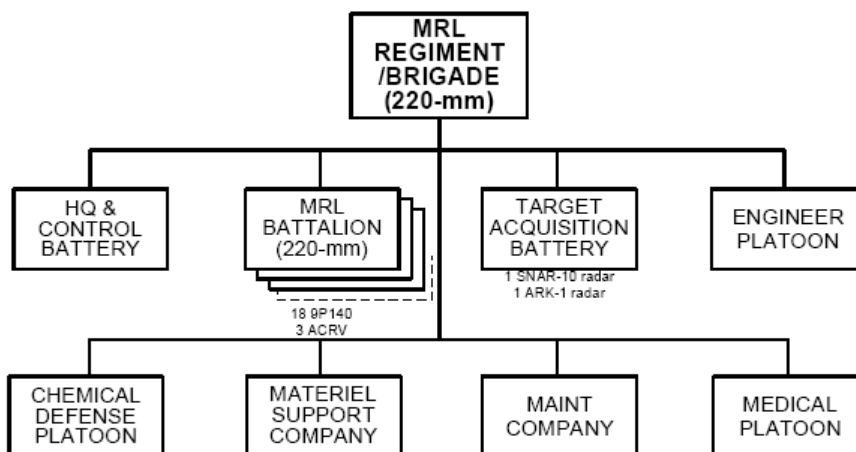 MRL
REGIMENT
/BRIGADE
(220-mm)
HQ &
CONTROL
BATTERY
MRL
BATTALION
(220-mm)
TARGET
ACQUISITION
BATTERY
ENGINEER
PLATOON
18 9P140
3 ACRV
1 SNAR-10 radar
1 ARK-1 radar
CHEMICAL
DEFENSE
PLATOON
MATERIEL
SUPPORT
COMPANY
MAINT
COMPANY
MEDICAL
PLATOON